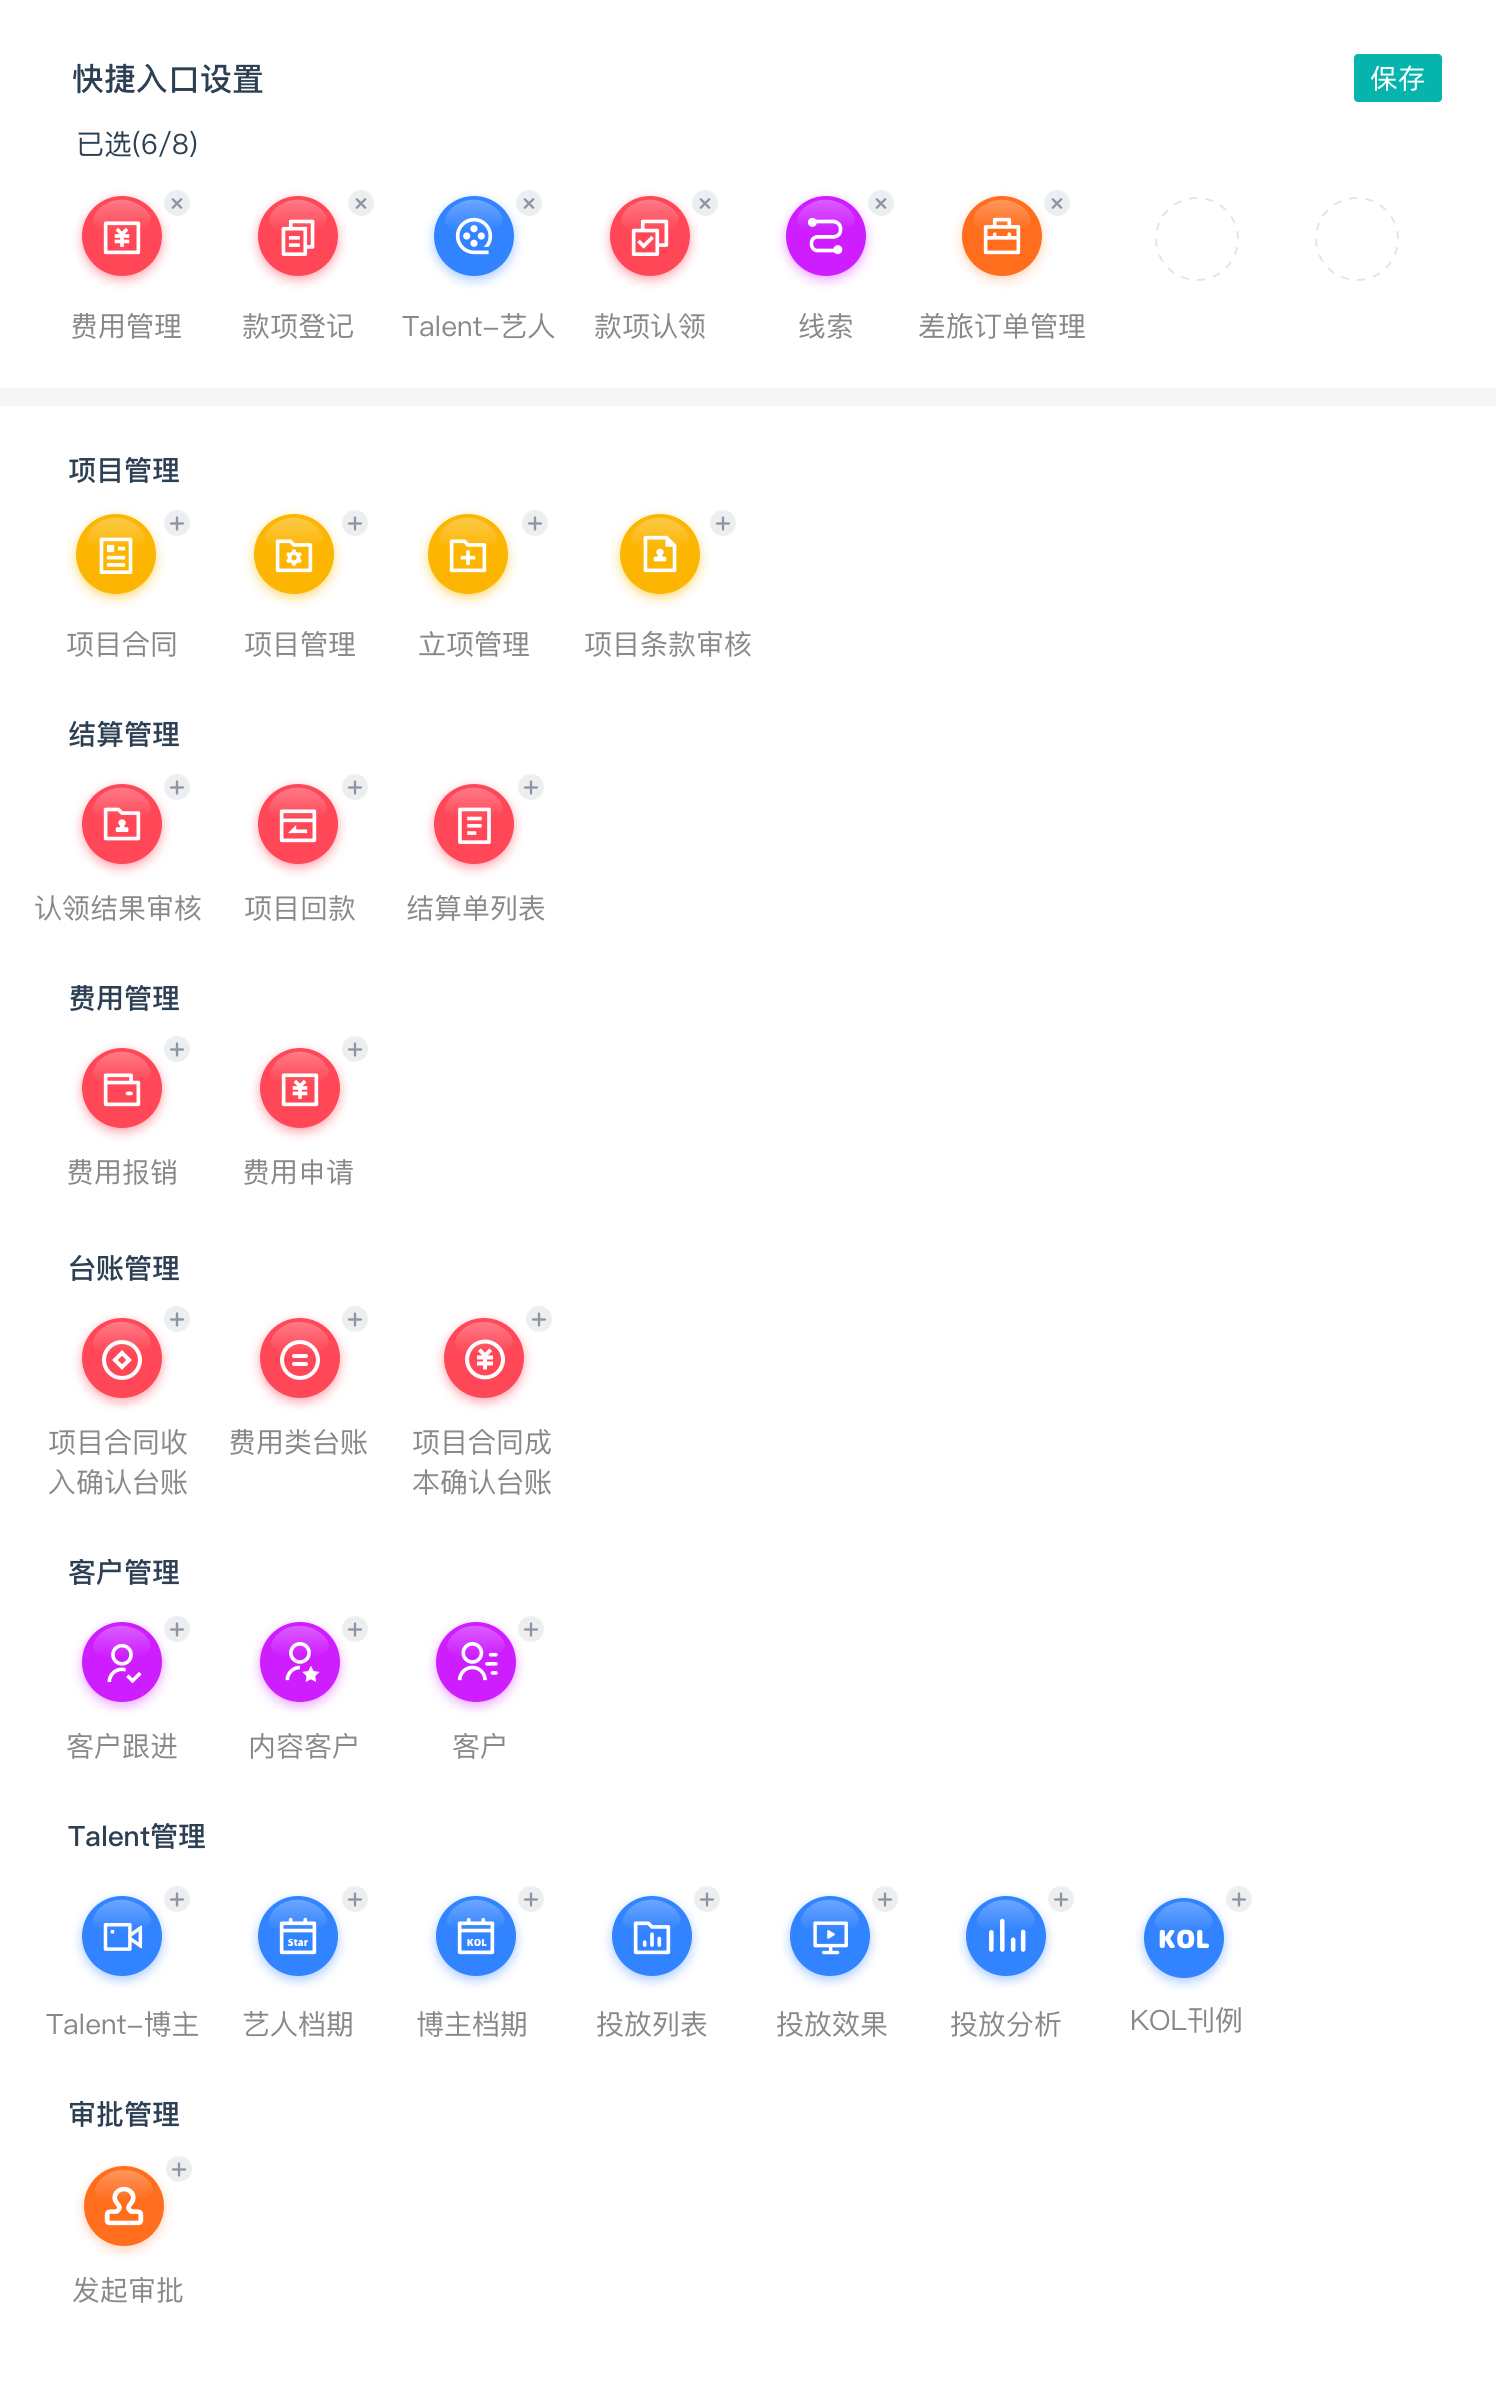 快捷入口设置
保存
已选(6/8)
费用管理
款项登记
Talent-艺人
款项认领
线索
差旅订单管理
项目管理
项目合同
项目管理
立项管理
项目条款审核
结算管理
认领结果审核
项目回款
结算单列表
费用管理
费用报销
费用申请
台账管理
项目合同收
入确认台账
费用类台账
项目合同成
本确认台账
客户管理
客户跟进
内容客户
客户
Talent管理
Star
KOL
KOL
Talent-博主
艺人档期
博主档期
投放列表
投放效果
投放分析
KOL刊例
审批管理
发起审批